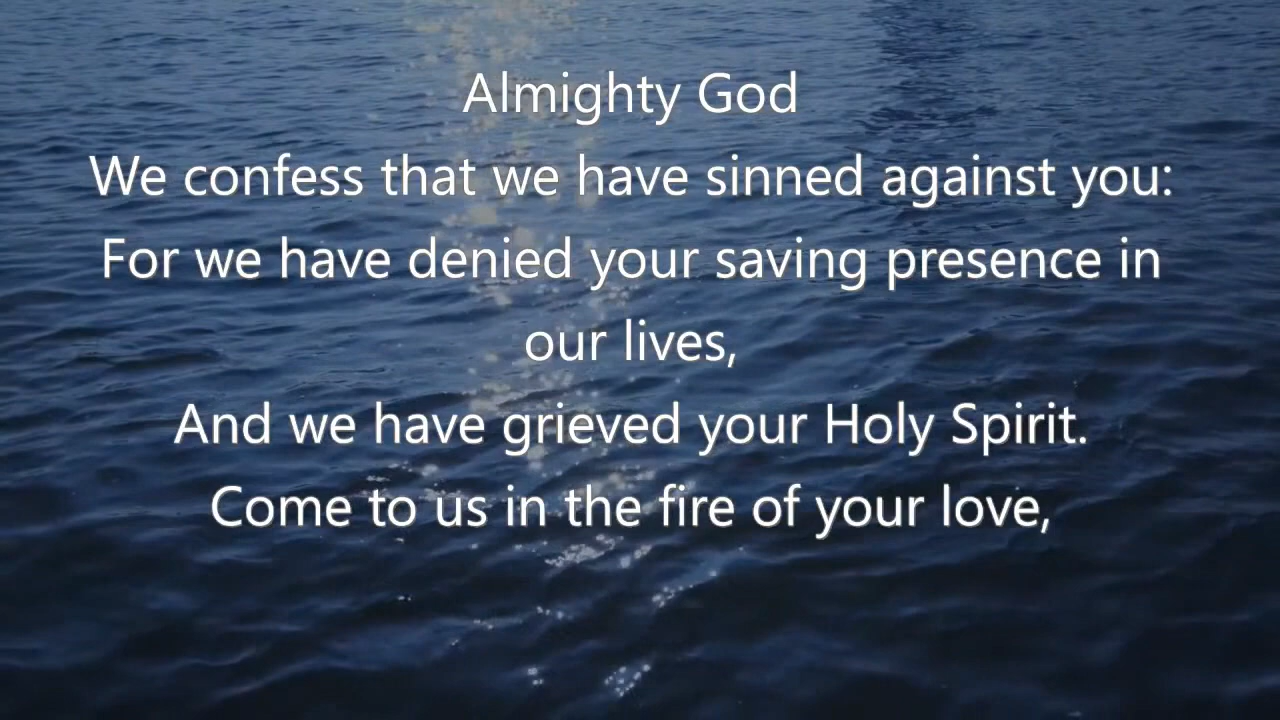 Almighty God
We confess that we have sinned against you:
For we have denied your saving presence in
our lives,
And we have grieved your Holy Spirit.
Come to us in the fire of your love,